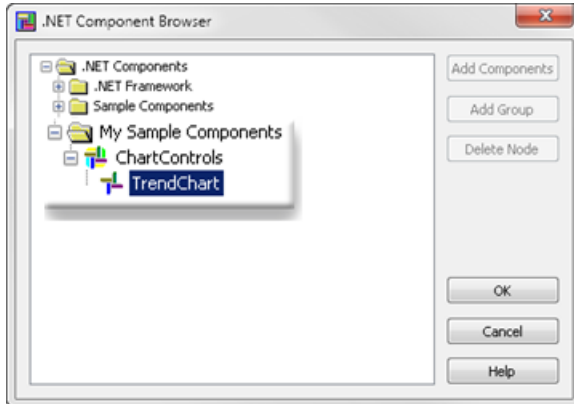 .NET Component Browser
.NET Components
.NET Framework
Sample Components
My Sample Components
ChartControls
TrendChart
Add Components
Add Group
Delete Node
OK
Cancel
Help